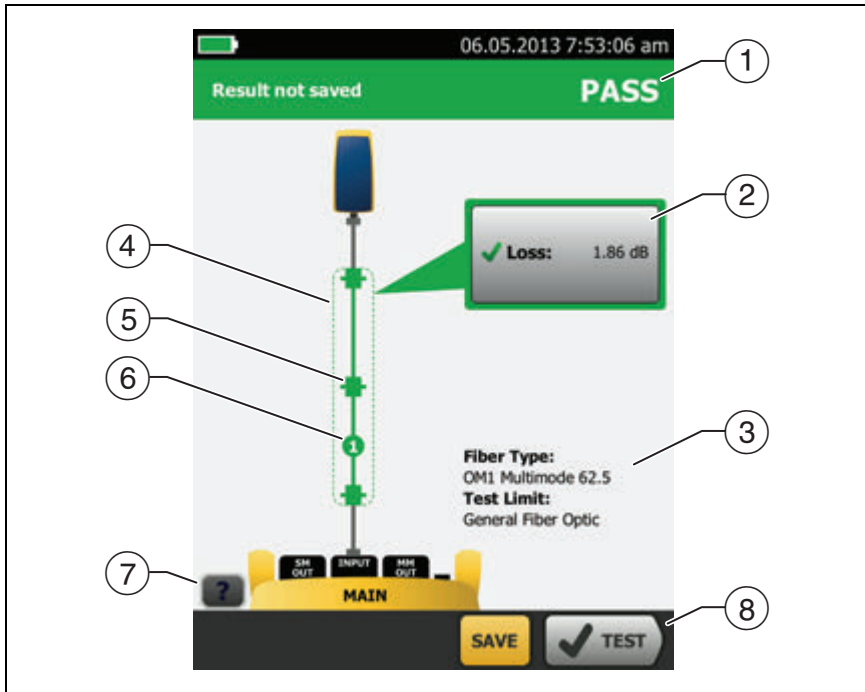 06.05.2013 7:53:06 am
Result not saved PASS
1
2
✓ Loss: 1.86 dB
4
5
6
1
3
Fiber Type:
OM1 Multimode 62.5
Test Limit:
General Fiber Optic
SM OUT
INPUT
MM OUT
7
?
MAIN
8
SAVE
✓ TEST